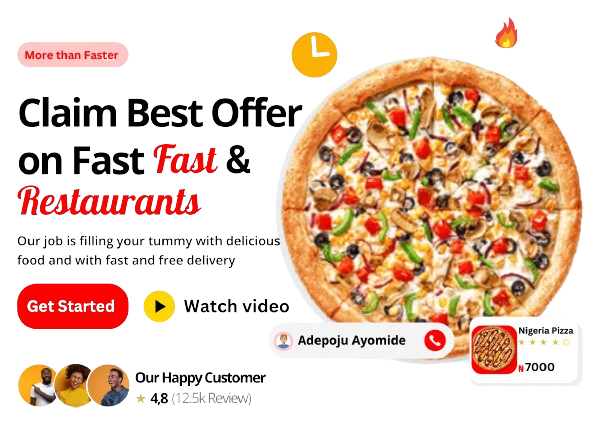 More than Faster
Claim Best Offer
on Fast Fast &
Restaurants
Our job is filling your tummy with delicious
food and with fast and free delivery
Get Started
Watch video
Adepoju Ayomide
Nigeria Pizza
₦7000
Our Happy Customer
4,8 (12.5k Review)